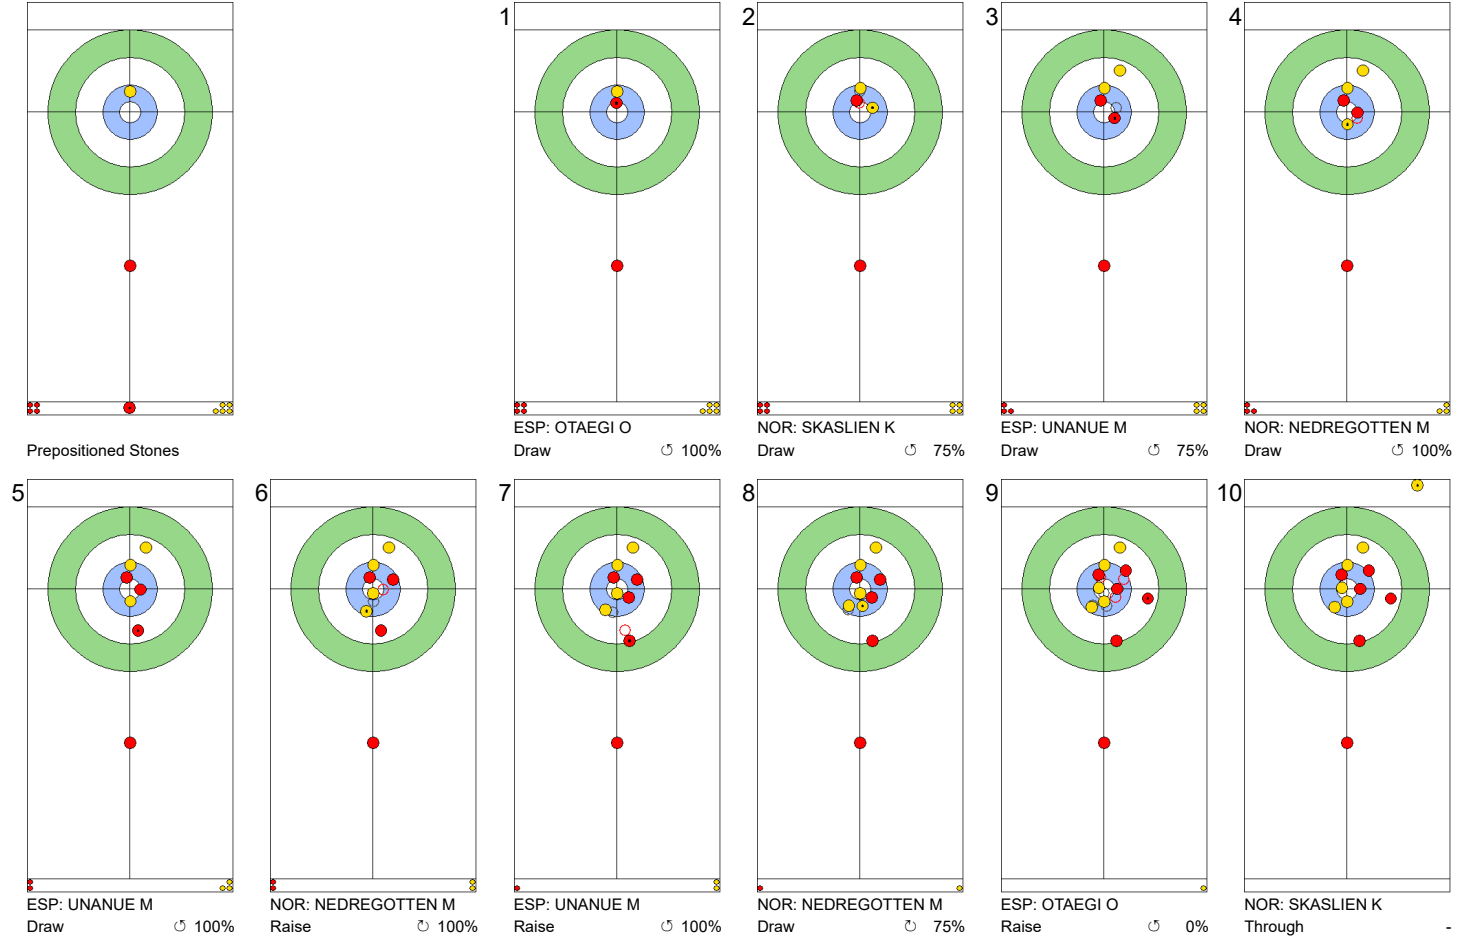 1
2
3
4
Prepositioned Stones
ESP: OTAEGI O
Draw 100%
NOR: SKASLIEN K
Draw 75%
ESP: UNANUE M
Draw 75%
NOR: NEDREGOTTEN M
Draw 100%
5
6
7
8
9
10
ESP: UNANUE M
Draw 100%
NOR: NEDREGOTTEN M
Raise 100%
ESP: UNANUE M
Raise 100%
NOR: NEDREGOTTEN M
Draw 75%
ESP: OTAEGI O
Raise 0%
NOR: SKASLIEN K
Through -